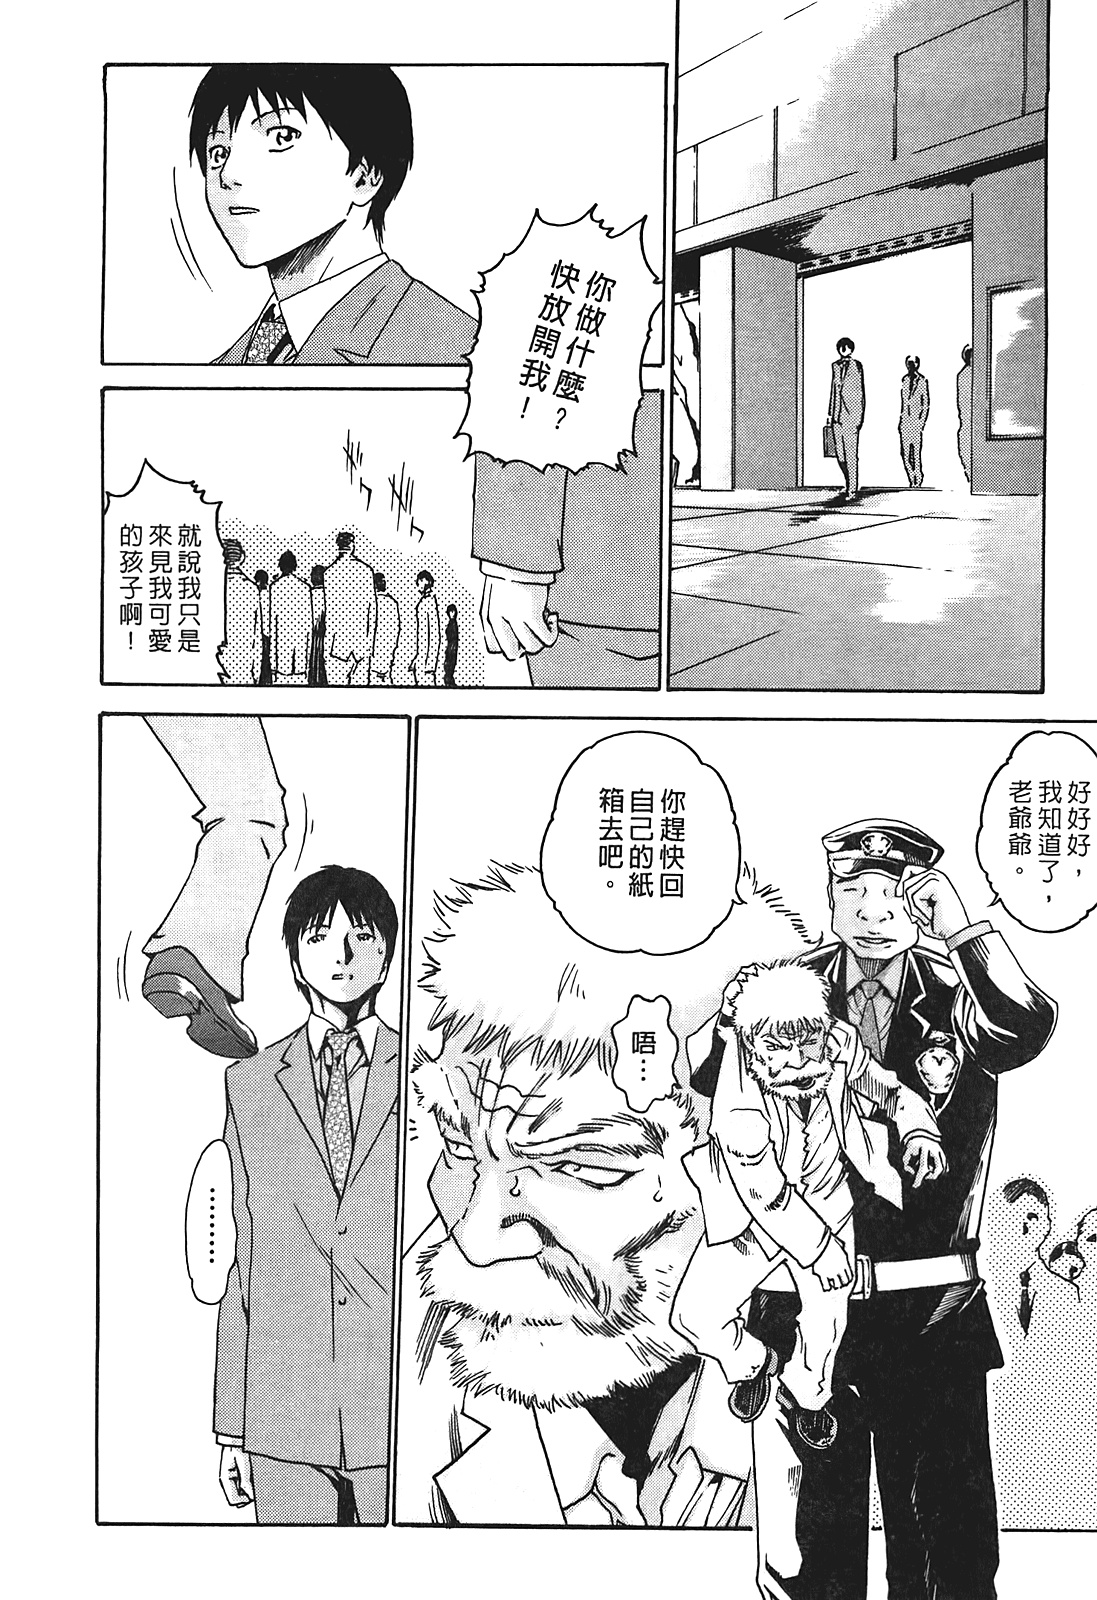 你做什麼？
快放開我！
就說我只是
來見我可愛
的孩子啊！
好好好，
我知道了，
老爺爺。
你趕快回
自己的紙
箱去吧。
唔…
………